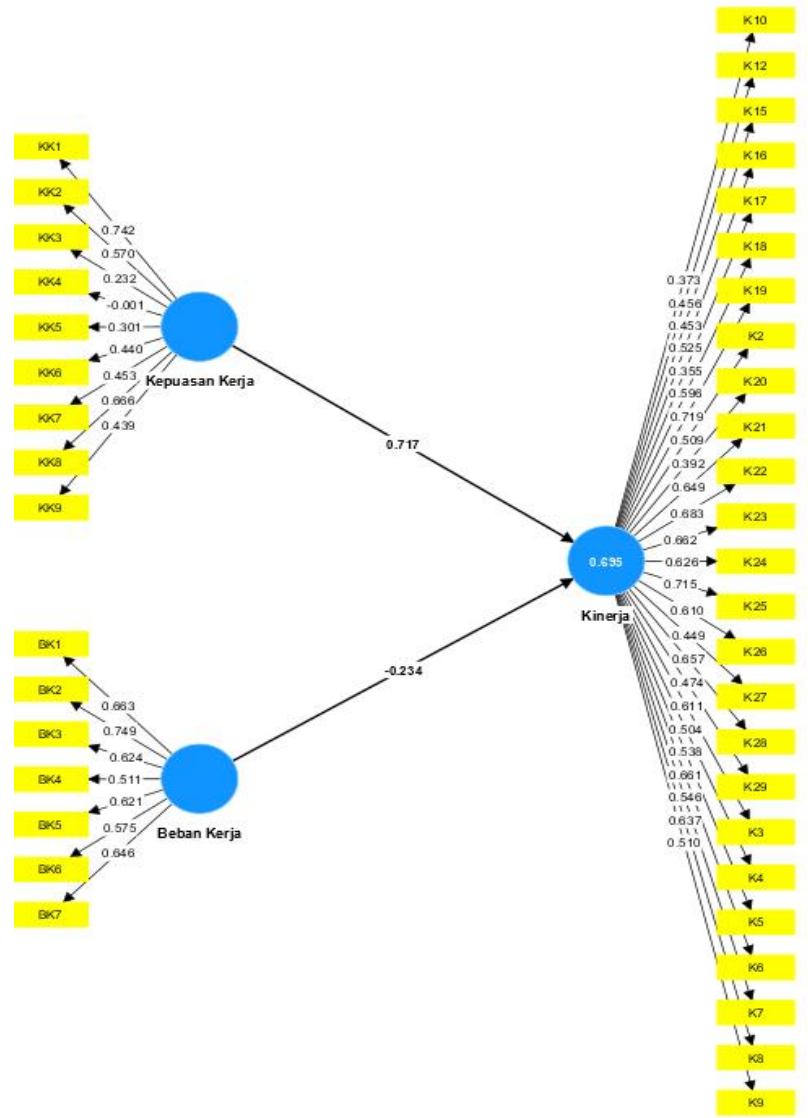 KK1
KK2
KK3
KK4
KK5
KK6
KK7
KK8
KK9
0.742
0.570
0.232
-0.001
0.301
0.440
0.453
0.666
0.439
Kepuasan Kerja
0.717
BK1
BK2
BK3
BK4
BK5
BK6
BK7
0.663
0.749
0.624
0.511
0.621
0.575
0.646
Beban Kerja
-0.234
0.695
Kinerja
0.373
0.456
0.453
0.525
0.355
0.596
0.719
0.509
0.392
0.649
0.683
0.662
0.626
0.715
0.610
0.449
0.657
0.474
0.611
0.504
0.538
0.661
0.546
0.637
0.510
K10
K12
K15
K16
K17
K18
K19
K2
K20
K21
K22
K23
K24
K25
K26
K27
K28
K29
K3
K4
K5
K6
K7
K8
K9